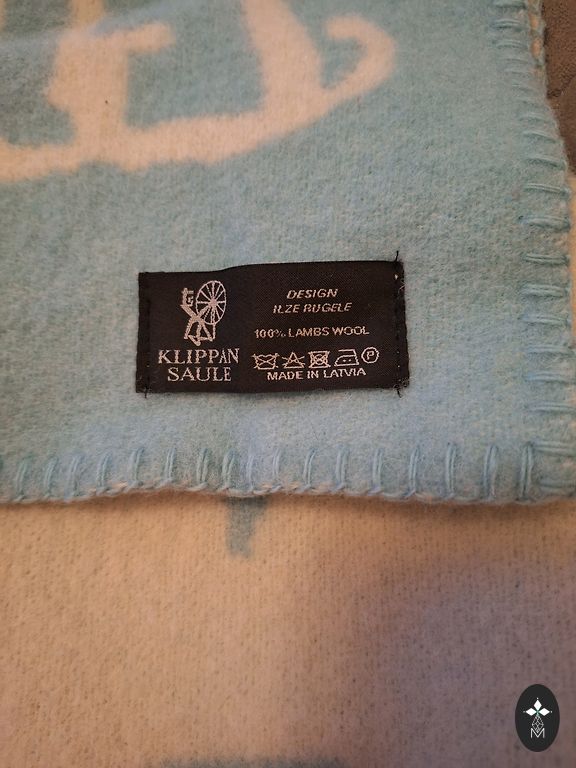 DESIGN
ILZE RUGELE
100% LAMBS WOOL
KLIPPAN
SAULE
P
MADE IN LATVIA
M